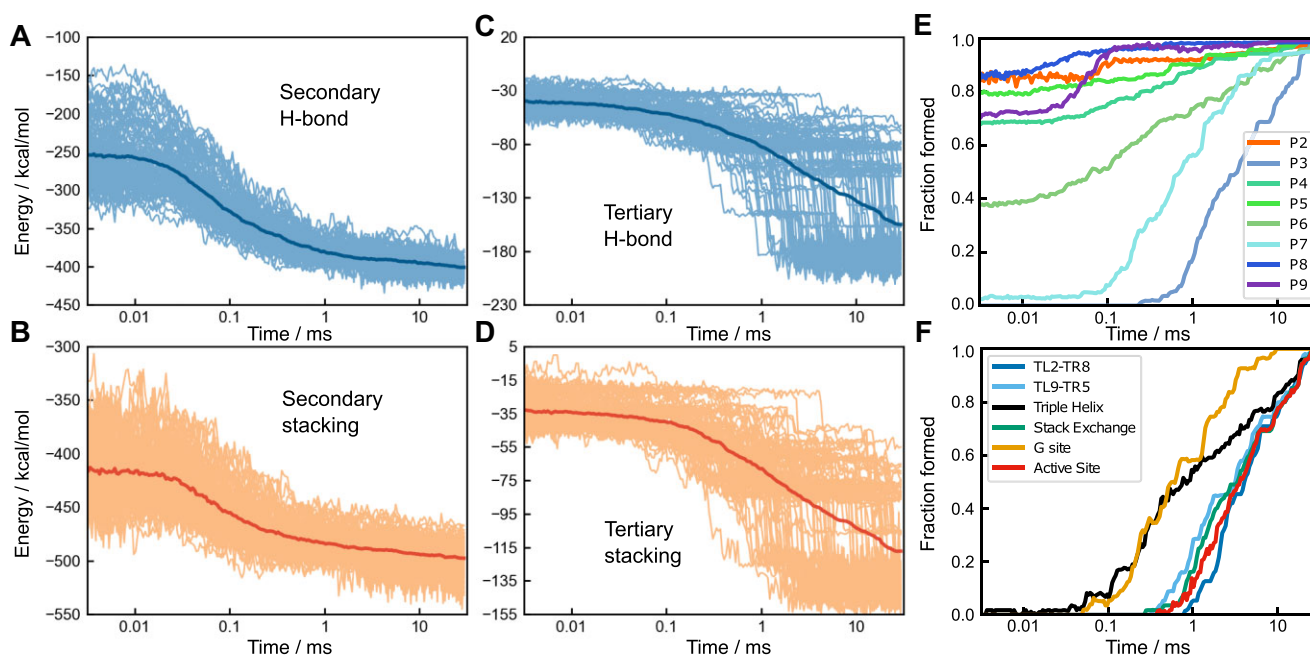 A
Energy / kcal/mol
−100
−150
−200
−250
−300
−350
−400
−450
Secondary
H-bond
0.01
0.1
1
10
Time / ms
B
Energy / kcal/mol
−300
−350
−400
−450
−500
−550
Secondary
stacking
0.01
0.1
1
10
Time / ms
C
20
−30
−80
−130
−180
−230
Tertiary
H-bond
0.01
0.1
1
10
Time / ms
D
5
−15
−35
−55
−75
−95
−115
−135
−155
Tertiary
stacking
0.01
0.1
1
10
Time / ms
E
Fraction formed
1.0
0.8
0.6
0.4
0.2
0.0
P2
P3
P4
P5
P6
P7
P8
P9
0.01
0.1
1
10
Time / ms
F
Fraction formed
1.0
0.8
0.6
0.4
0.2
0.0
TL2-TR8
TL9-TR5
Triple Helix
Stack Exchange
G site
Active Site
0.01
0.1
1
10
Time / ms